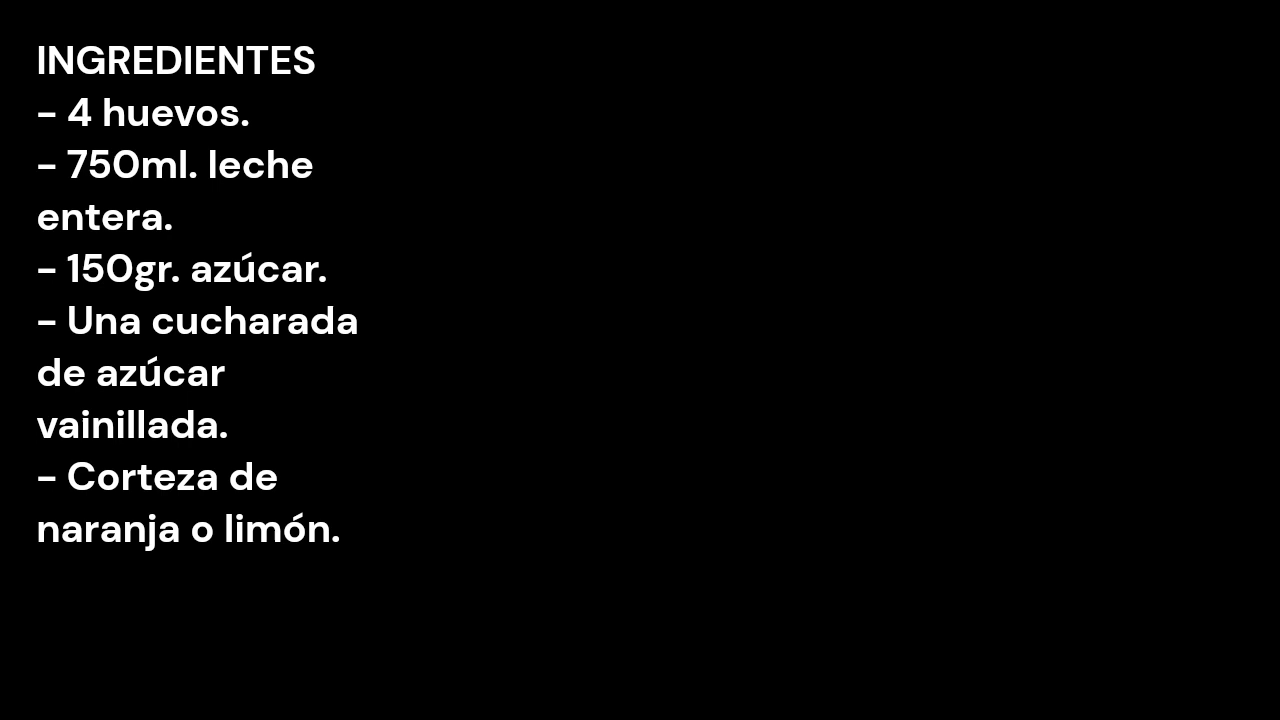 INGREDIENTES
- 4 huevos.
- 750ml. leche
entera.
- 150gr. azúcar.
- Una cucharada
de azúcar
vainillada.
- Corteza de
naranja o limón.